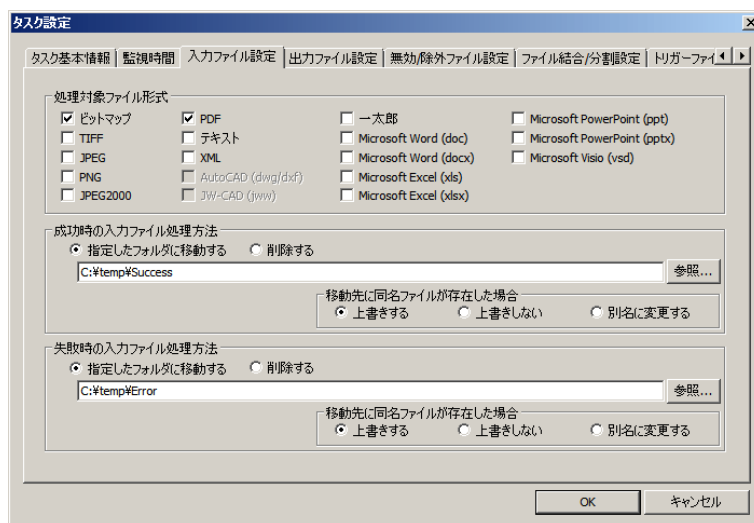 タスク設定
タスク基本情報 監視時間 入力ファイル設定 出力ファイル設定 無効/除外ファイル設定 ファイル結合/分割設定 トリガーファイ
処理対象ファイル形式
ビットマップ PDF 一太郎 Microsoft PowerPoint (ppt)
TIFF テキスト Microsoft Word (doc) Microsoft PowerPoint (pptx)
JPEG XML Microsoft Word (docx) Microsoft Visio (vsd)
PNG AutoCAD (dwg/dxf) Microsoft Excel (xls)
JPEG2000 JW-CAD (jww) Microsoft Excel (xlsx)
成功時の入力ファイル処理方法
指定したフォルダに移動する 削除する
C:¥temp¥Success 参照...
移動先に同名ファイルが存在した場合
上書きする 上書きしない 別名に変更する
失敗時の入力ファイル処理方法
指定したフォルダに移動する 削除する
C:¥temp¥Error 参照...
移動先に同名ファイルが存在した場合
上書きする 上書きしない 別名に変更する
OK キャンセル